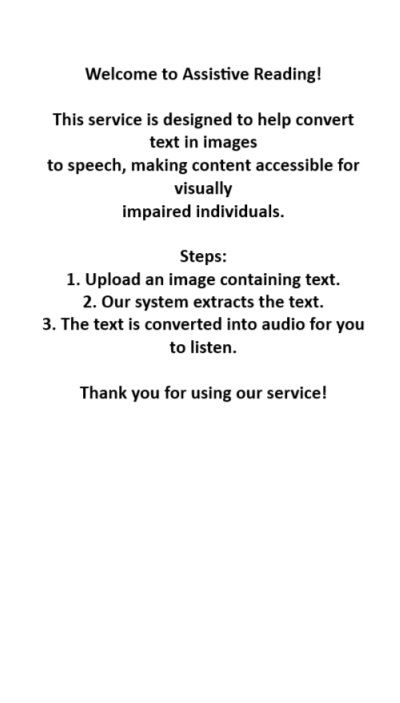 Welcome to Assistive Reading!
This service is designed to help convert
text in images
to speech, making content accessible for
visually
impaired individuals.
Steps:
1. Upload an image containing text.
2. Our system extracts the text.
3. The text is converted into audio for you
to listen.
Thank you for using our service!